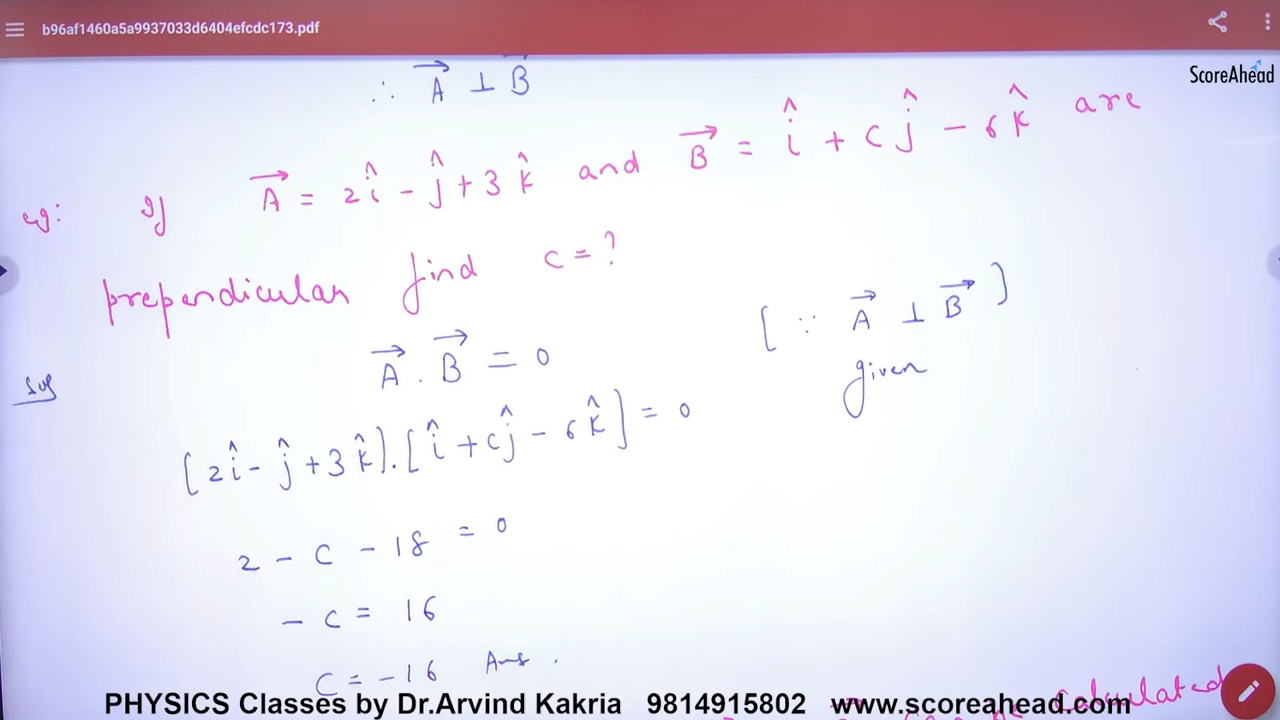 b96af1460a5a9937033d6404efcdc173.pdf
ScoreAhead
∴ A⃗ ⊥ B⃗
eg: If A⃗ = 2î - ĵ + 3k̂ and B⃗ = î + cĵ - 6k̂ are
prependicular find c = ?
Sol A⃗ . B⃗ = 0 [∵ A⃗ ⊥ B⃗]
given
[2î - ĵ + 3k̂].[î + cĵ - 6k̂] = 0
2 - c - 18 = 0
- c = 16
c = -16 Ans.
calculated
PHYSICS Classes by Dr.Arvind Kakria 9814915802 www.scoreahead.com